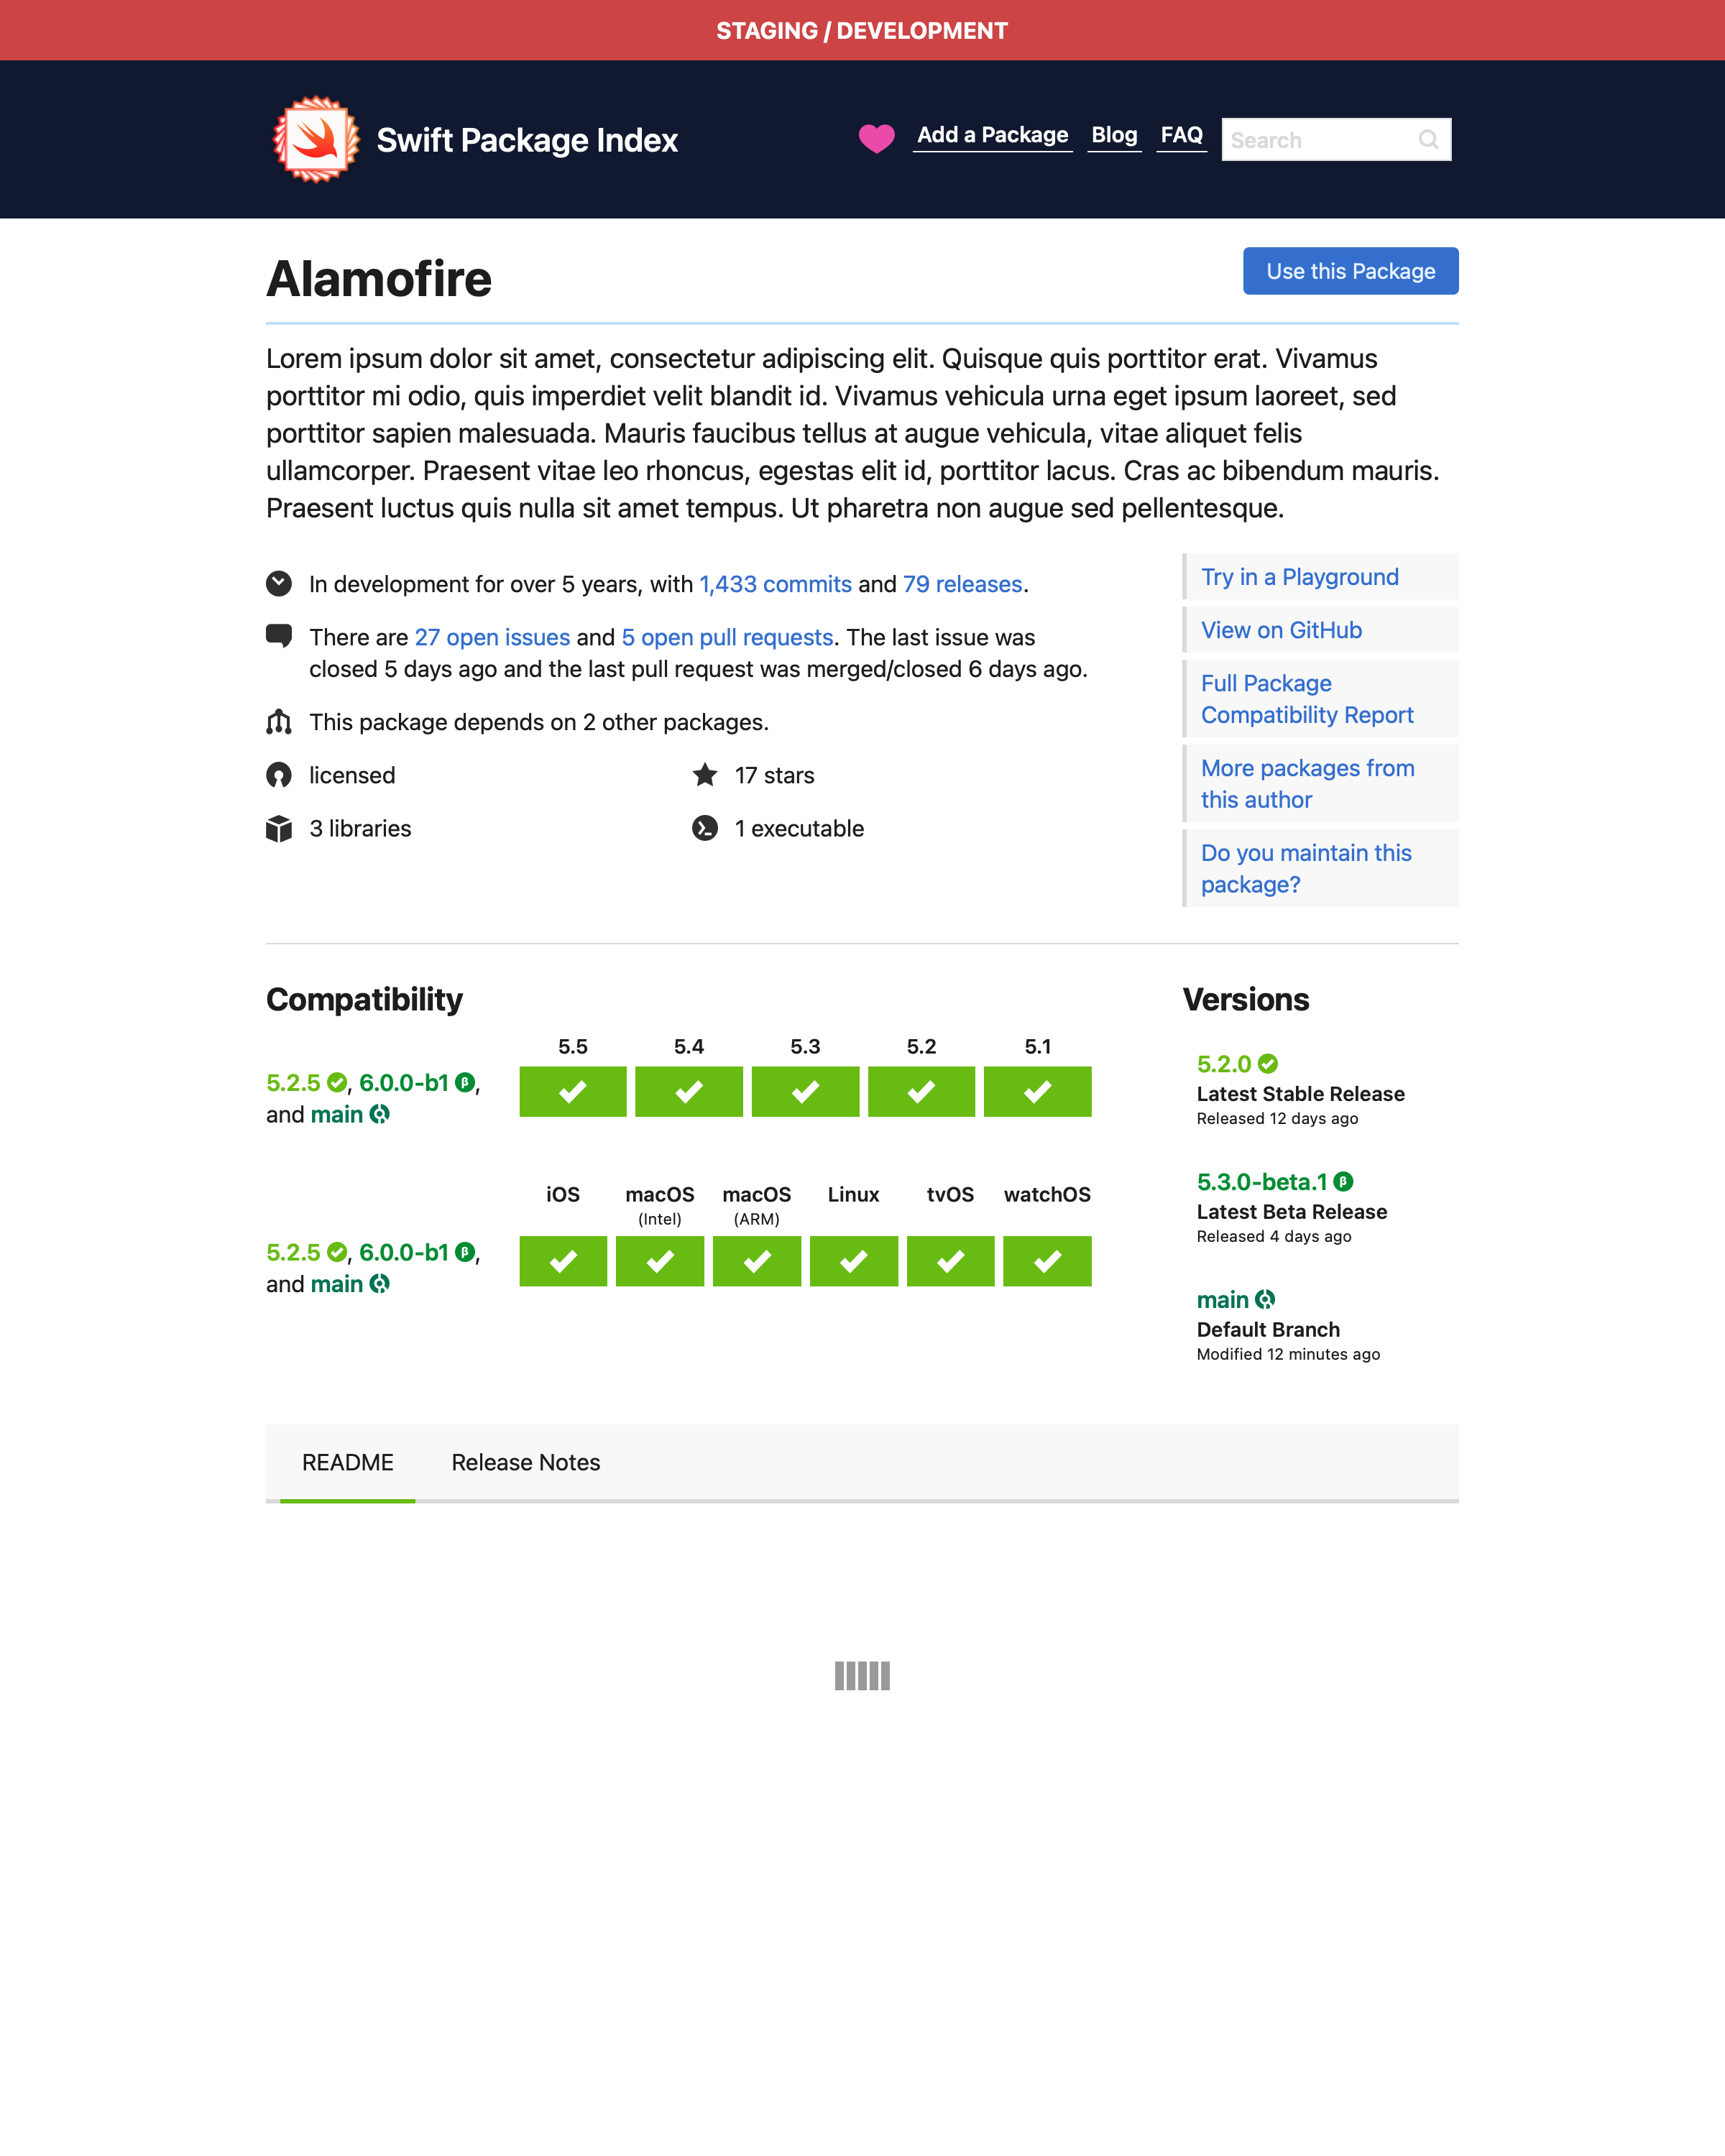 STAGING / DEVELOPMENT
Swift Package Index
Add a Package
Blog
FAQ
Search
Alamofire
Use this Package
Lorem ipsum dolor sit amet, consectetur adipiscing elit. Quisque quis porttitor erat. Vivamus
porttitor mi odio, quis imperdiet velit blandit id. Vivamus vehicula urna eget ipsum laoreet, sed
porttitor sapien malesuada. Mauris faucibus tellus at augue vehicula, vitae aliquet felis
ullamcorper. Praesent vitae leo rhoncus, egestas elit id, porttitor lacus. Cras ac bibendum mauris.
Praesent luctus quis nulla sit amet tempus. Ut pharetra non augue sed pellentesque.
In development for over 5 years, with 1,433 commits and 79 releases.
There are 27 open issues and 5 open pull requests. The last issue was
closed 5 days ago and the last pull request was merged/closed 6 days ago.
This package depends on 2 other packages.
licensed
17 stars
3 libraries
1 executable
Try in a Playground
View on GitHub
Full Package
Compatibility Report
More packages from
this author
Do you maintain this
package?
Compatibility
5.5 5.4 5.3 5.2 5.1
5.2.5, 6.0.0-b1 β,
and main
iOS macOS macOS Linux tvOS watchOS
(Intel) (ARM)
5.2.5, 6.0.0-b1 β,
and main
Versions
5.2.0
Latest Stable Release
Released 12 days ago
5.3.0-beta.1 β
Latest Beta Release
Released 4 days ago
main
Default Branch
Modified 12 minutes ago
README
Release Notes